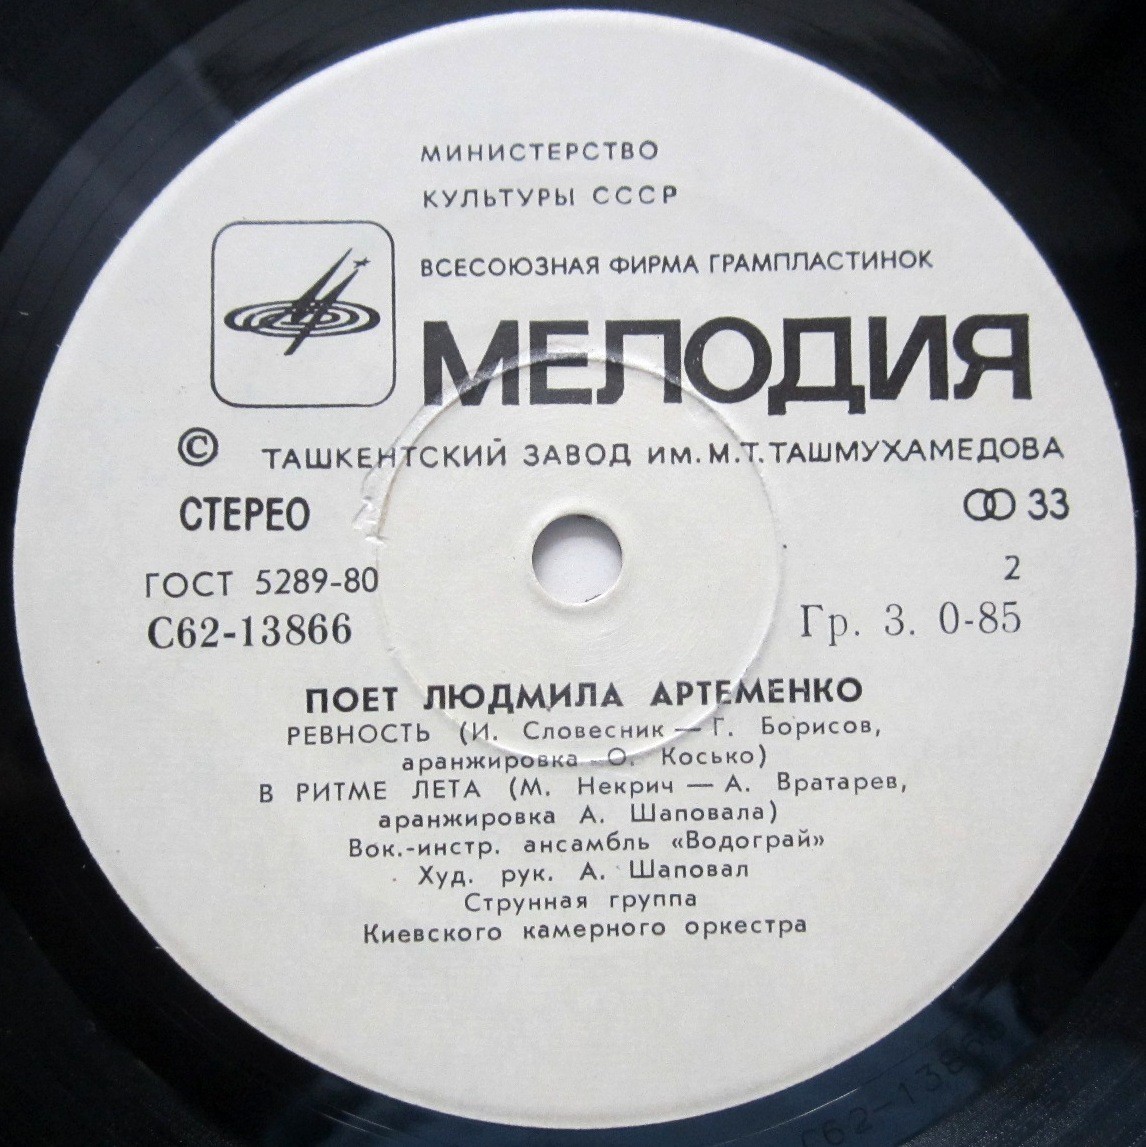 МИНИСТЕРСТВО
КУЛЬТУРЫ СССР
ВСЕСОЮЗНАЯ ФИРМА ГРАМПЛАСТИНОК
МЕЛОДИЯ
© ТАШКЕНТСКИЙ ЗАВОД ИМ. М.Т. ТАШМУХАМЕДОВА
СТЕРЕО 33
ГОСТ 5289-80 2
С62-13866 Гр. 3. 0-85
ПОЕТ ЛЮДМИЛА АРТЕМЕНКО
РЕВНОСТЬ (И. Словесник — Г. Борисов,
аранжировка О. Косько)
В РИТМЕ ЛЕТА (М. Некрич — А. Вратарев,
аранжировка А. Шаповала)
Вок.-инстр. ансамбль «Водограй»
Худ. рук. А. Шаповал
Струнная группа
Киевского камерного оркестра
С62-13866